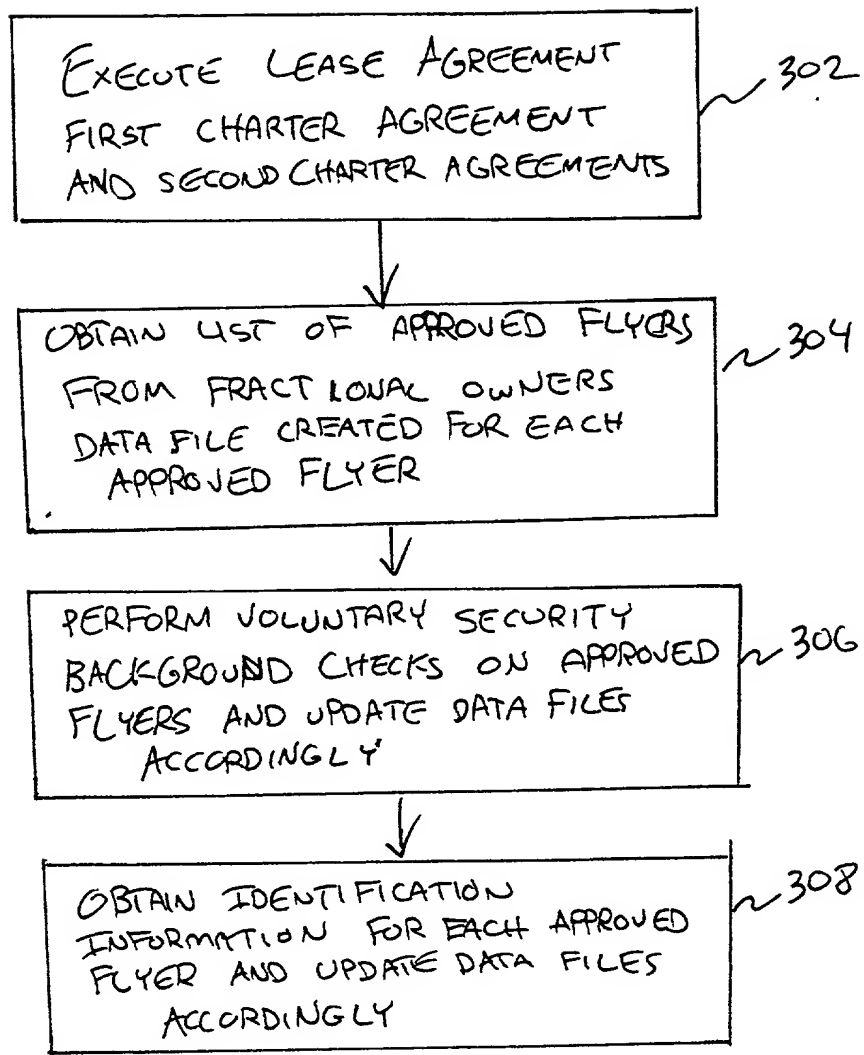 EXECUTE LEASE AGREEMENT
FIRST CHARTER AGREEMENT
AND SECOND CHARTER AGREEMENTS
302
OBTAIN LIST OF APPROVED FLYERS
FROM FRACTIONAL OWNERS
DATA FILE CREATED FOR EACH
APPROVED FLYER
304
PERFORM VOLUNTARY SECURITY
BACKGROUND CHECKS ON APPROVED
FLYERS AND UPDATE DATA FILES
ACCORDINGLY
306
OBTAIN IDENTIFICATION
INFORMATION FOR EACH APPROVED
FLYER AND UPDATE DATA FILES
ACCORDINGLY
308